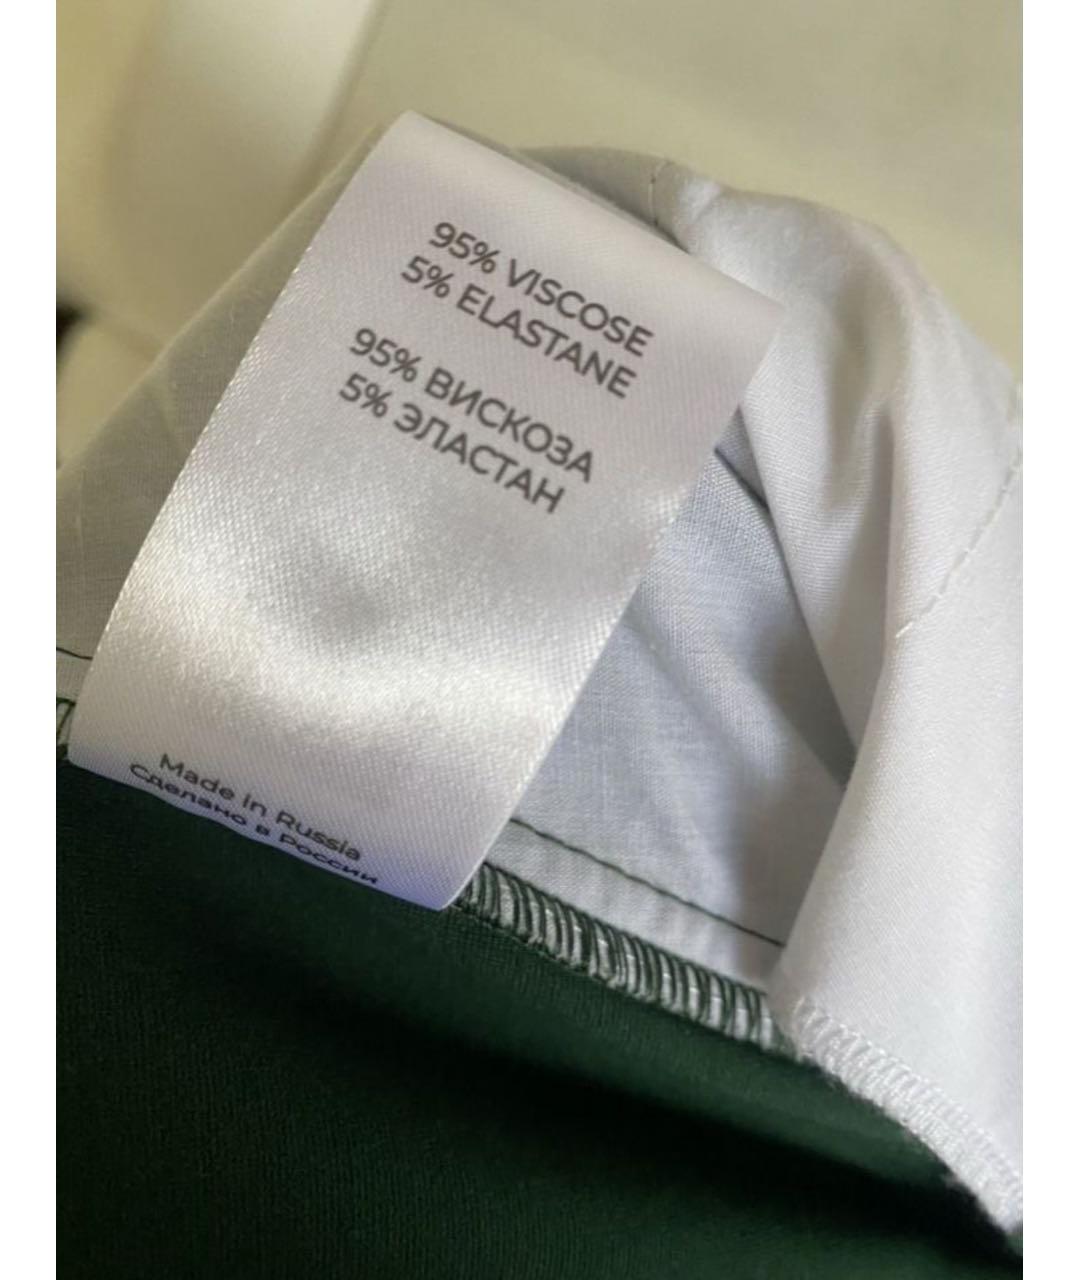 95% VISCOSE
5% ELASTANE
95% ВИСКОЗА
5% ЭЛАСТАН
Made in Russia
Сделано в России